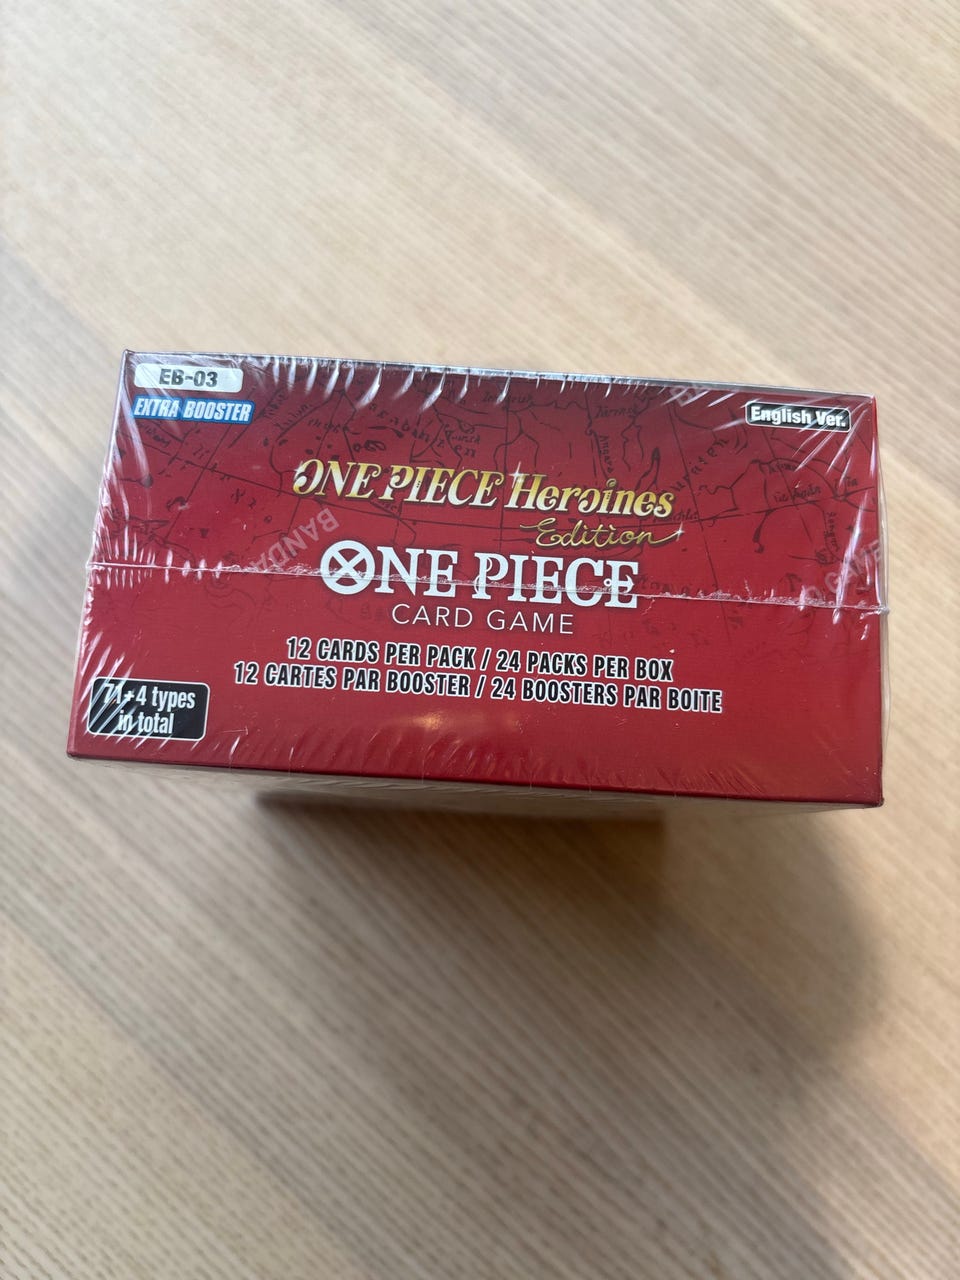 EB-03
EXTRA BOOSTER
English Ver.
ONE PIECE Heroines
Edition
BANDAI
ONE PIECE
CARD GAME
12 CARDS PER PACK / 24 PACKS PER BOX
12 CARTES PAR BOOSTER / 24 BOOSTERS PAR BOITE
71+4 types
in total